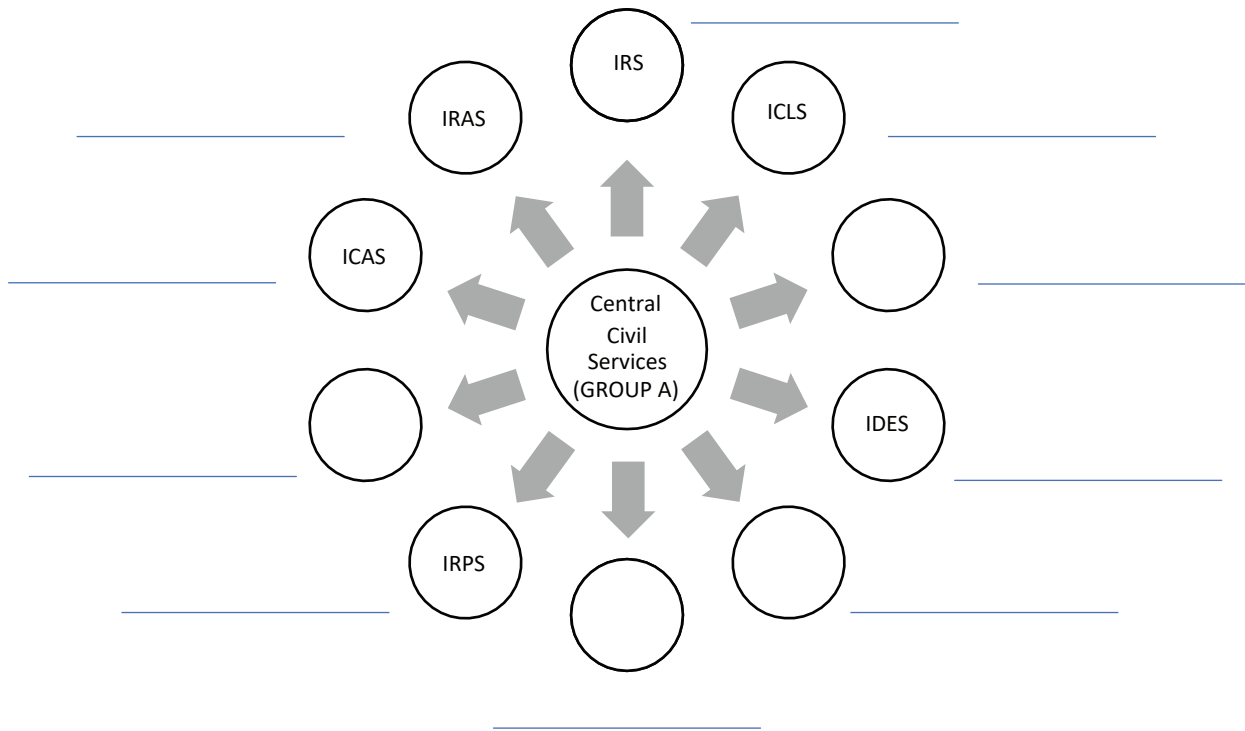 IRS
ICLS
IRAS
ICAS
Central
Civil
Services
(GROUP A)
IDES
IRPS